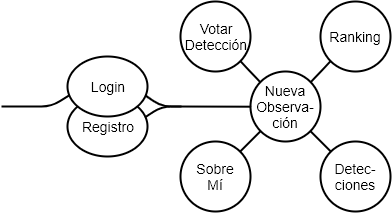 Votar
Detección
Ranking
Login
Registro
Nueva
Observa-
ción
Sobre
Mí
Detec-
ciones